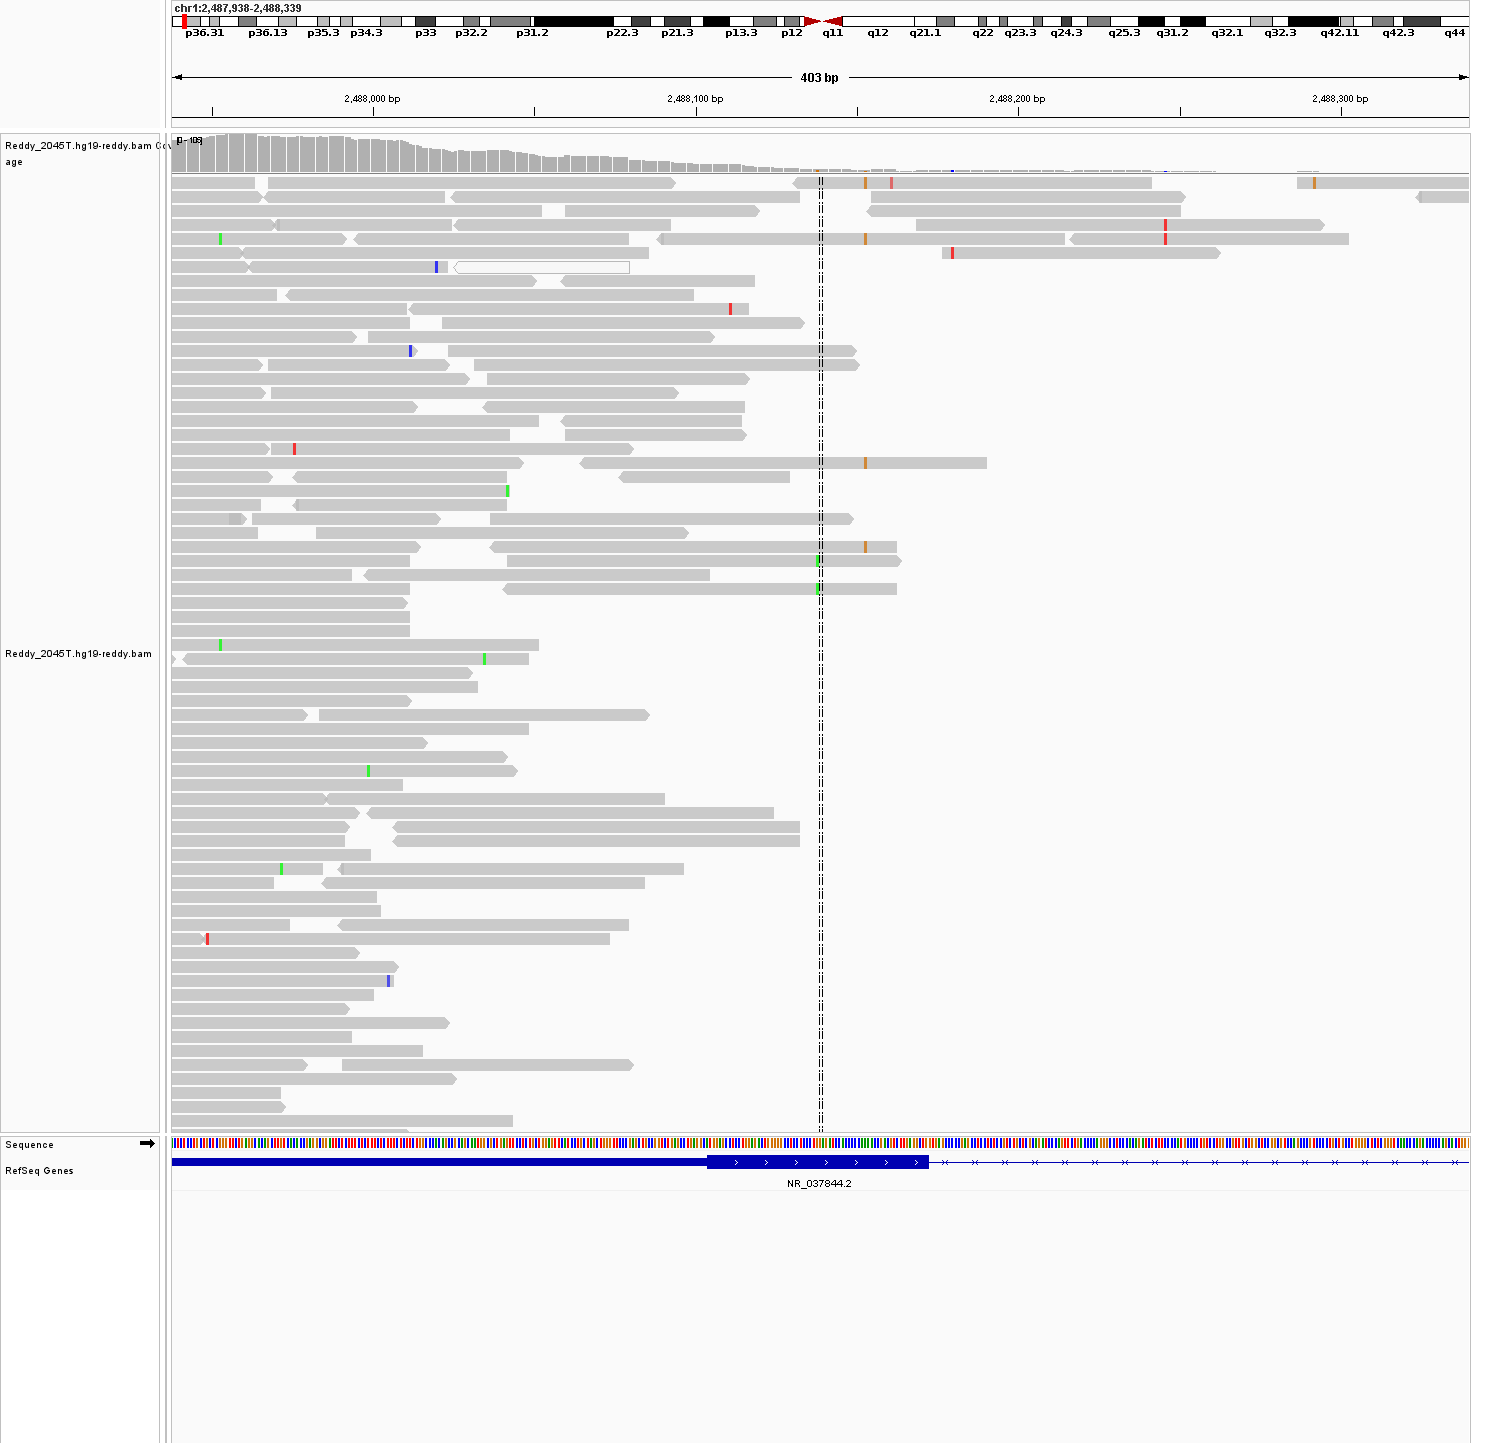 chr1:2,487,938-2,488,339
p36.31 p36.13 p35.3 p34.3 p33 p32.2 p31.2 p22.3 p21.3 p13.3 p12 q11 q12 q21.1 q22 q23.3 q24.3 q25.3 q31.2 q32.1 q32.3 q42.11 q42.3 q44
403 bp
2,488,000 bp 2,488,100 bp 2,488,200 bp 2,488,300 bp
Reddy_2045T.hg19-reddy.bam Cov
age
[0 - 106]
Reddy_2045T.hg19-reddy.bam
Sequence
RefSeq Genes
NR_037844.2